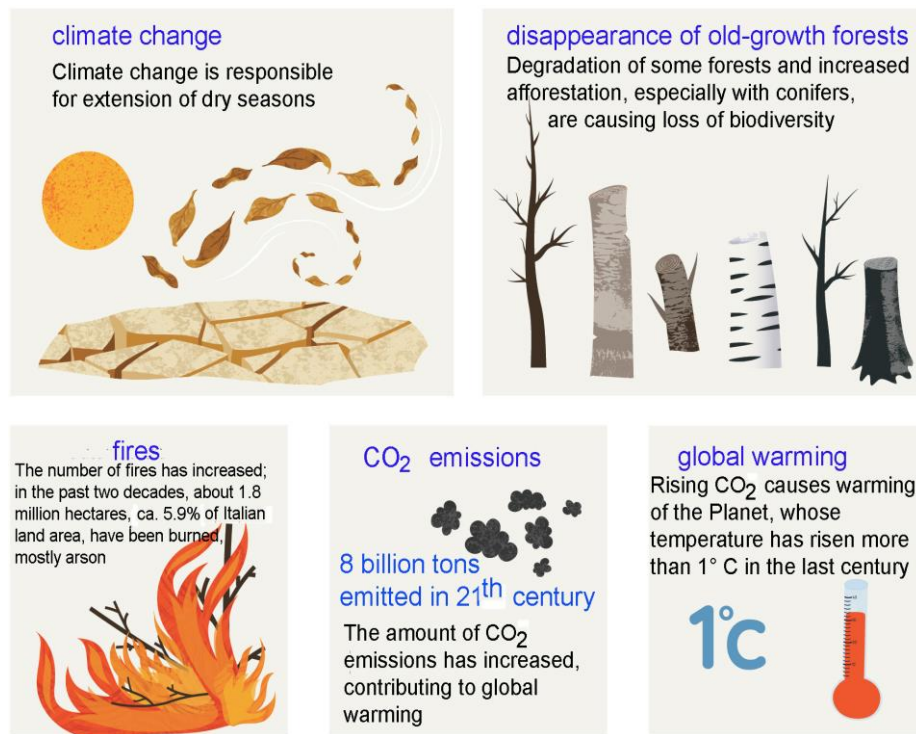 climate change
Climate change is responsible
for extension of dry seasons
disappearance of old-growth forests
Degradation of some forests and increased
afforestation, especially with conifers,
are causing loss of biodiversity
fires
The number of fires has increased;
in the past two decades, about 1.8
million hectares, ca. 5.9% of Italian
land area, have been burned,
mostly arson
CO2 emissions
8 billion tons
emitted in 21th century
The amount of CO2
emissions has increased,
contributing to global
warming
global warming
Rising CO2 causes warming
of the Planet, whose
temperature has risen more
than 1° C in the last century
1°c